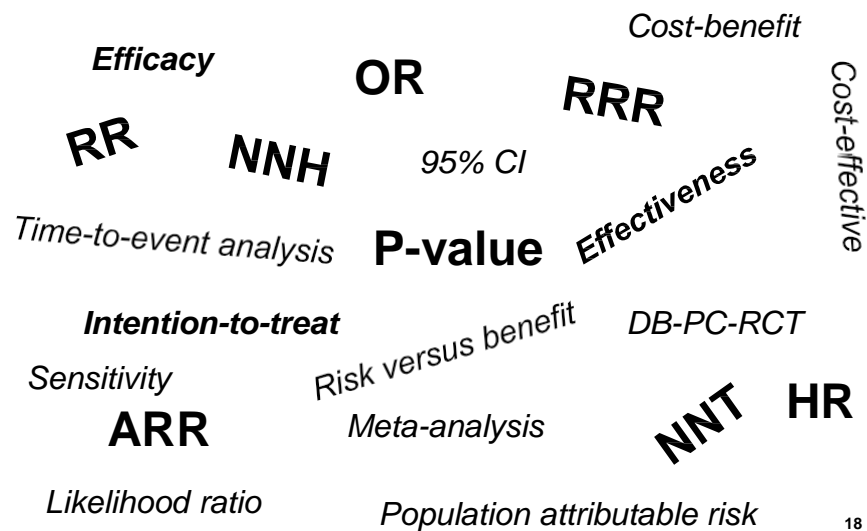 Cost-benefit
Efficacy
OR
RRR
Cost-effective
RR
NNH
95% CI
Effectiveness
Time-to-event analysis
P-value
Intention-to-treat
Risk versus benefit
DB-PC-RCT
Sensitivity
ARR
Meta-analysis
NNT
HR
Likelihood ratio
Population attributable risk
18